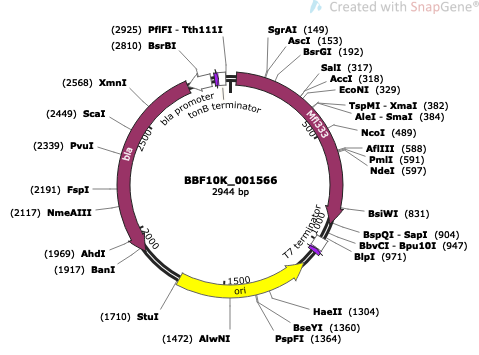 Created with SnapGene®
(2925) PflFI - Tth111I
(2810) BsrBI
(2568) XmnI
(2449) ScaI
(2339) PvuI
(2191) FspI
(2117) NmeAIII
(1969) AhdI
(1917) BanI
(1710) StuI
(1472) AlwNI
SgrAI (149)
AscI (153)
BsrGI (192)
SalI (317)
AccI (318)
EcoNI (329)
TspMI - XmaI (382)
AleI - SmaI (384)
NcoI (489)
AflIII (588)
PmlI (591)
NdeI (597)
BsiWI (831)
BspQI - SapI (904)
BbvCI - Bpu10I (947)
BlpI (971)
HaeII (1304)
BseYI (1360)
PspFI (1364)
bla promoter
tonB terminator
Mfl333
T7 terminator
ori
bla
500
1000
1500
2000
2500
BBF10K_001566
2944 bp